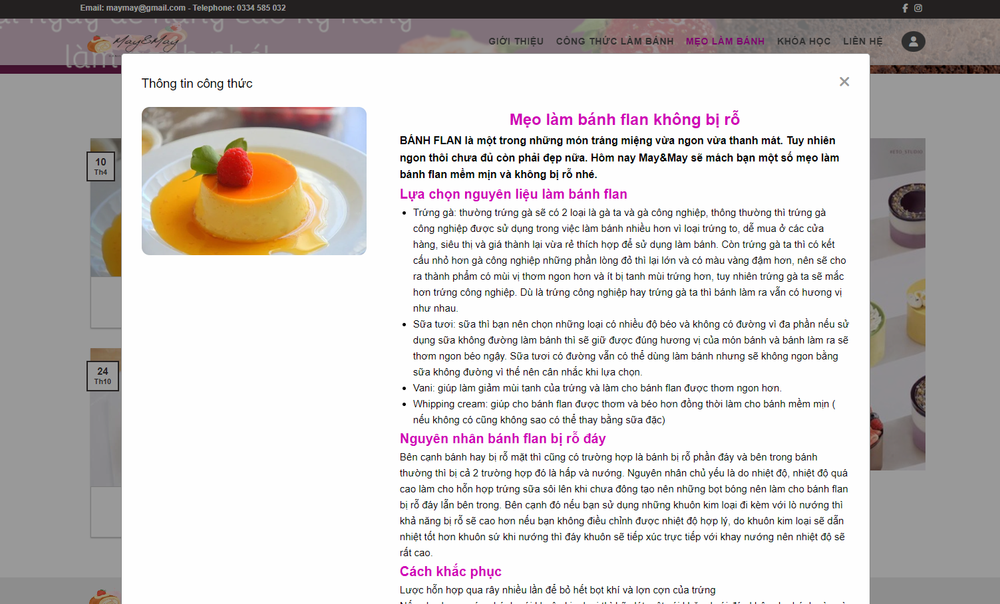 Email: maymay@gmail.com - Telephone: 0334 585 032
May&May
GIỚI THIỆU CÔNG THỨC LÀM BÁNH MẸO LÀM BÁNH KHÓA HỌC LIÊN HỆ
Thông tin công thức
×
Mẹo làm bánh flan không bị rỗ
BÁNH FLAN là một trong những món tráng miệng vừa ngon vừa thanh mát. Tuy nhiên
ngon thôi chưa đủ còn phải đẹp nữa. Hôm nay May&May sẽ mách bạn một số mẹo làm
bánh flan mềm mịn và không bị rỗ nhé.
Lựa chọn nguyên liệu làm bánh flan
• Trứng gà: thường trứng gà sẽ có 2 loại là gà ta và gà công nghiệp, thông thường thì trứng gà
công nghiệp được sử dụng trong việc làm bánh nhiều hơn vì loại trứng to, dễ mua ở các cửa
hàng, siêu thị và giá thành lại vừa rẻ thích hợp để sử dụng làm bánh. Còn trứng gà ta thì có kết
cấu nhỏ hơn gà công nghiệp những phần lòng đỏ thì lại lớn và có màu vàng đậm hơn, nên sẽ cho
ra thành phẩm có mùi vị thơm ngon hơn và ít bị tanh mùi trứng hơn, tuy nhiên trứng gà ta sẽ mắc
hơn trứng công nghiệp. Dù là trứng công nghiệp hay trứng gà ta thì bánh làm ra vẫn có hương vị
như nhau.
• Sữa tươi: sữa thì bạn nên chọn những loại có nhiều độ béo và không có đường vì đa phần nếu sử
dụng sữa không đường làm bánh thì sẽ giữ được đúng hương vị của món bánh và bánh làm ra sẽ
thơm ngon béo ngậy. Sữa tươi có đường vẫn có thể dùng làm bánh nhưng sẽ không ngon bằng
sữa không đường vì thế nên cân nhắc khi lựa chọn.
• Vani: giúp làm giảm mùi tanh của trứng và làm cho bánh flan được thơm ngon hơn.
• Whipping cream: giúp cho bánh flan được thơm và béo hơn đồng thời làm cho bánh mềm mịn (
nếu không có cũng không sao có thể thay bằng sữa đặc)
Nguyên nhân bánh flan bị rỗ đáy
Bên cạnh bánh hay bị rỗ mặt thì cũng có trường hợp là bánh bị rỗ phần đáy và bên trong bánh
thường thì bị cả 2 trường hợp đó là hấp và nướng. Nguyên nhân chủ yếu là do nhiệt độ, nhiệt độ quá
cao làm cho hỗn hợp trứng sữa sôi lên khi chưa đông tạo nên những bọt bóng nên làm cho bánh flan
bị rỗ đáy lẫn bên trong. Bên cạnh đó nếu bạn sử dụng những khuôn kim loại đi kèm với lò nướng thì
khả năng bị rỗ sẽ cao hơn nếu bạn không điều chỉnh được nhiệt độ hợp lý, do khuôn kim loại sẽ dẫn
nhiệt tốt hơn khuôn sứ khi nướng thì đáy khuôn sẽ tiếp xúc trực tiếp với khay nướng nên nhiệt độ sẽ
rất cao.
Cách khắc phục
Lược hỗn hợp qua rây nhiều lần để bỏ hết bọt khí và lợn cợn của trứng
10
Th4
24
Th10
KETO STUDIO